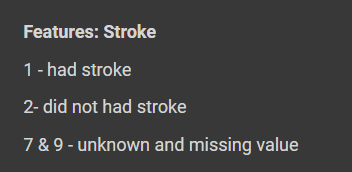 Features: Stroke
1 - had stroke
2- did not had stroke
7 & 9 - unknown and missing value